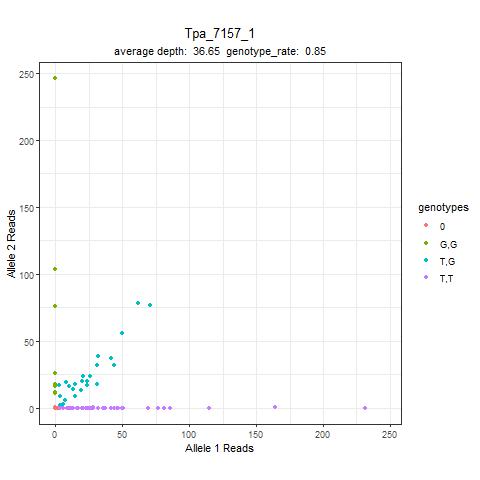 Tpa_7157_1
average depth:  36.65  genotype_rate:  0.85
250
200
150
100
50
0
Allele 2 Reads
0 50 100 150 200 250
Allele 1 Reads
genotypes
0
G,G
T,G
T,T